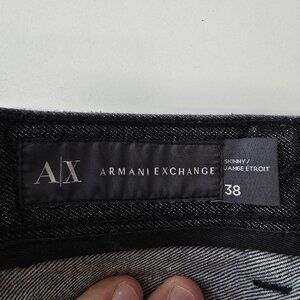 A|X ARMANI EXCHANGE
SKINNY /
JAMBE ETROIT
38